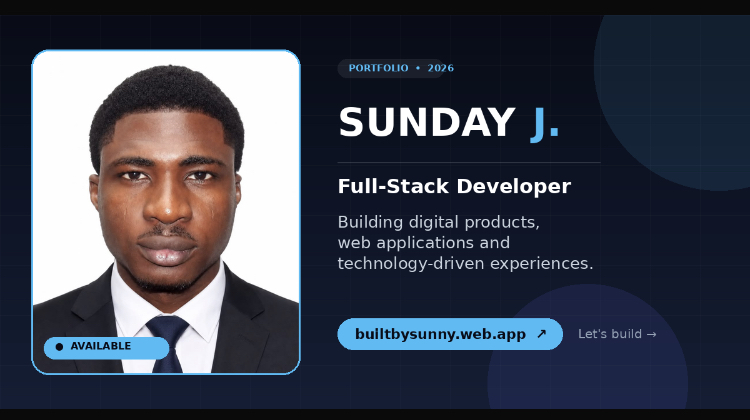 PORTFOLIO • 2026
SUNDAY J.
Full-Stack Developer
Building digital products,
web applications and
technology-driven experiences.
builtbysunny.web.app ↗
Let's build →
● AVAILABLE